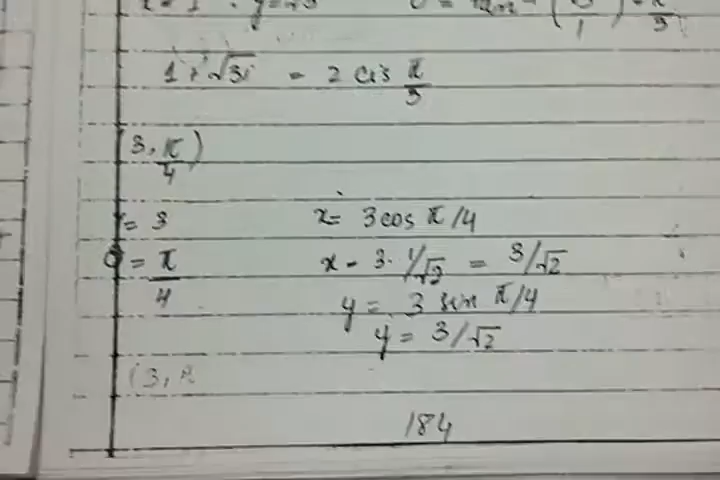 1+√3i = 2 cis π/3
(3, π/4)
r = 3 x = 3 cos π/4
θ = π/4 x = 3. 1/√2 = 3/√2
y = 3 sin π/4
y = 3/√2
(3, π
184